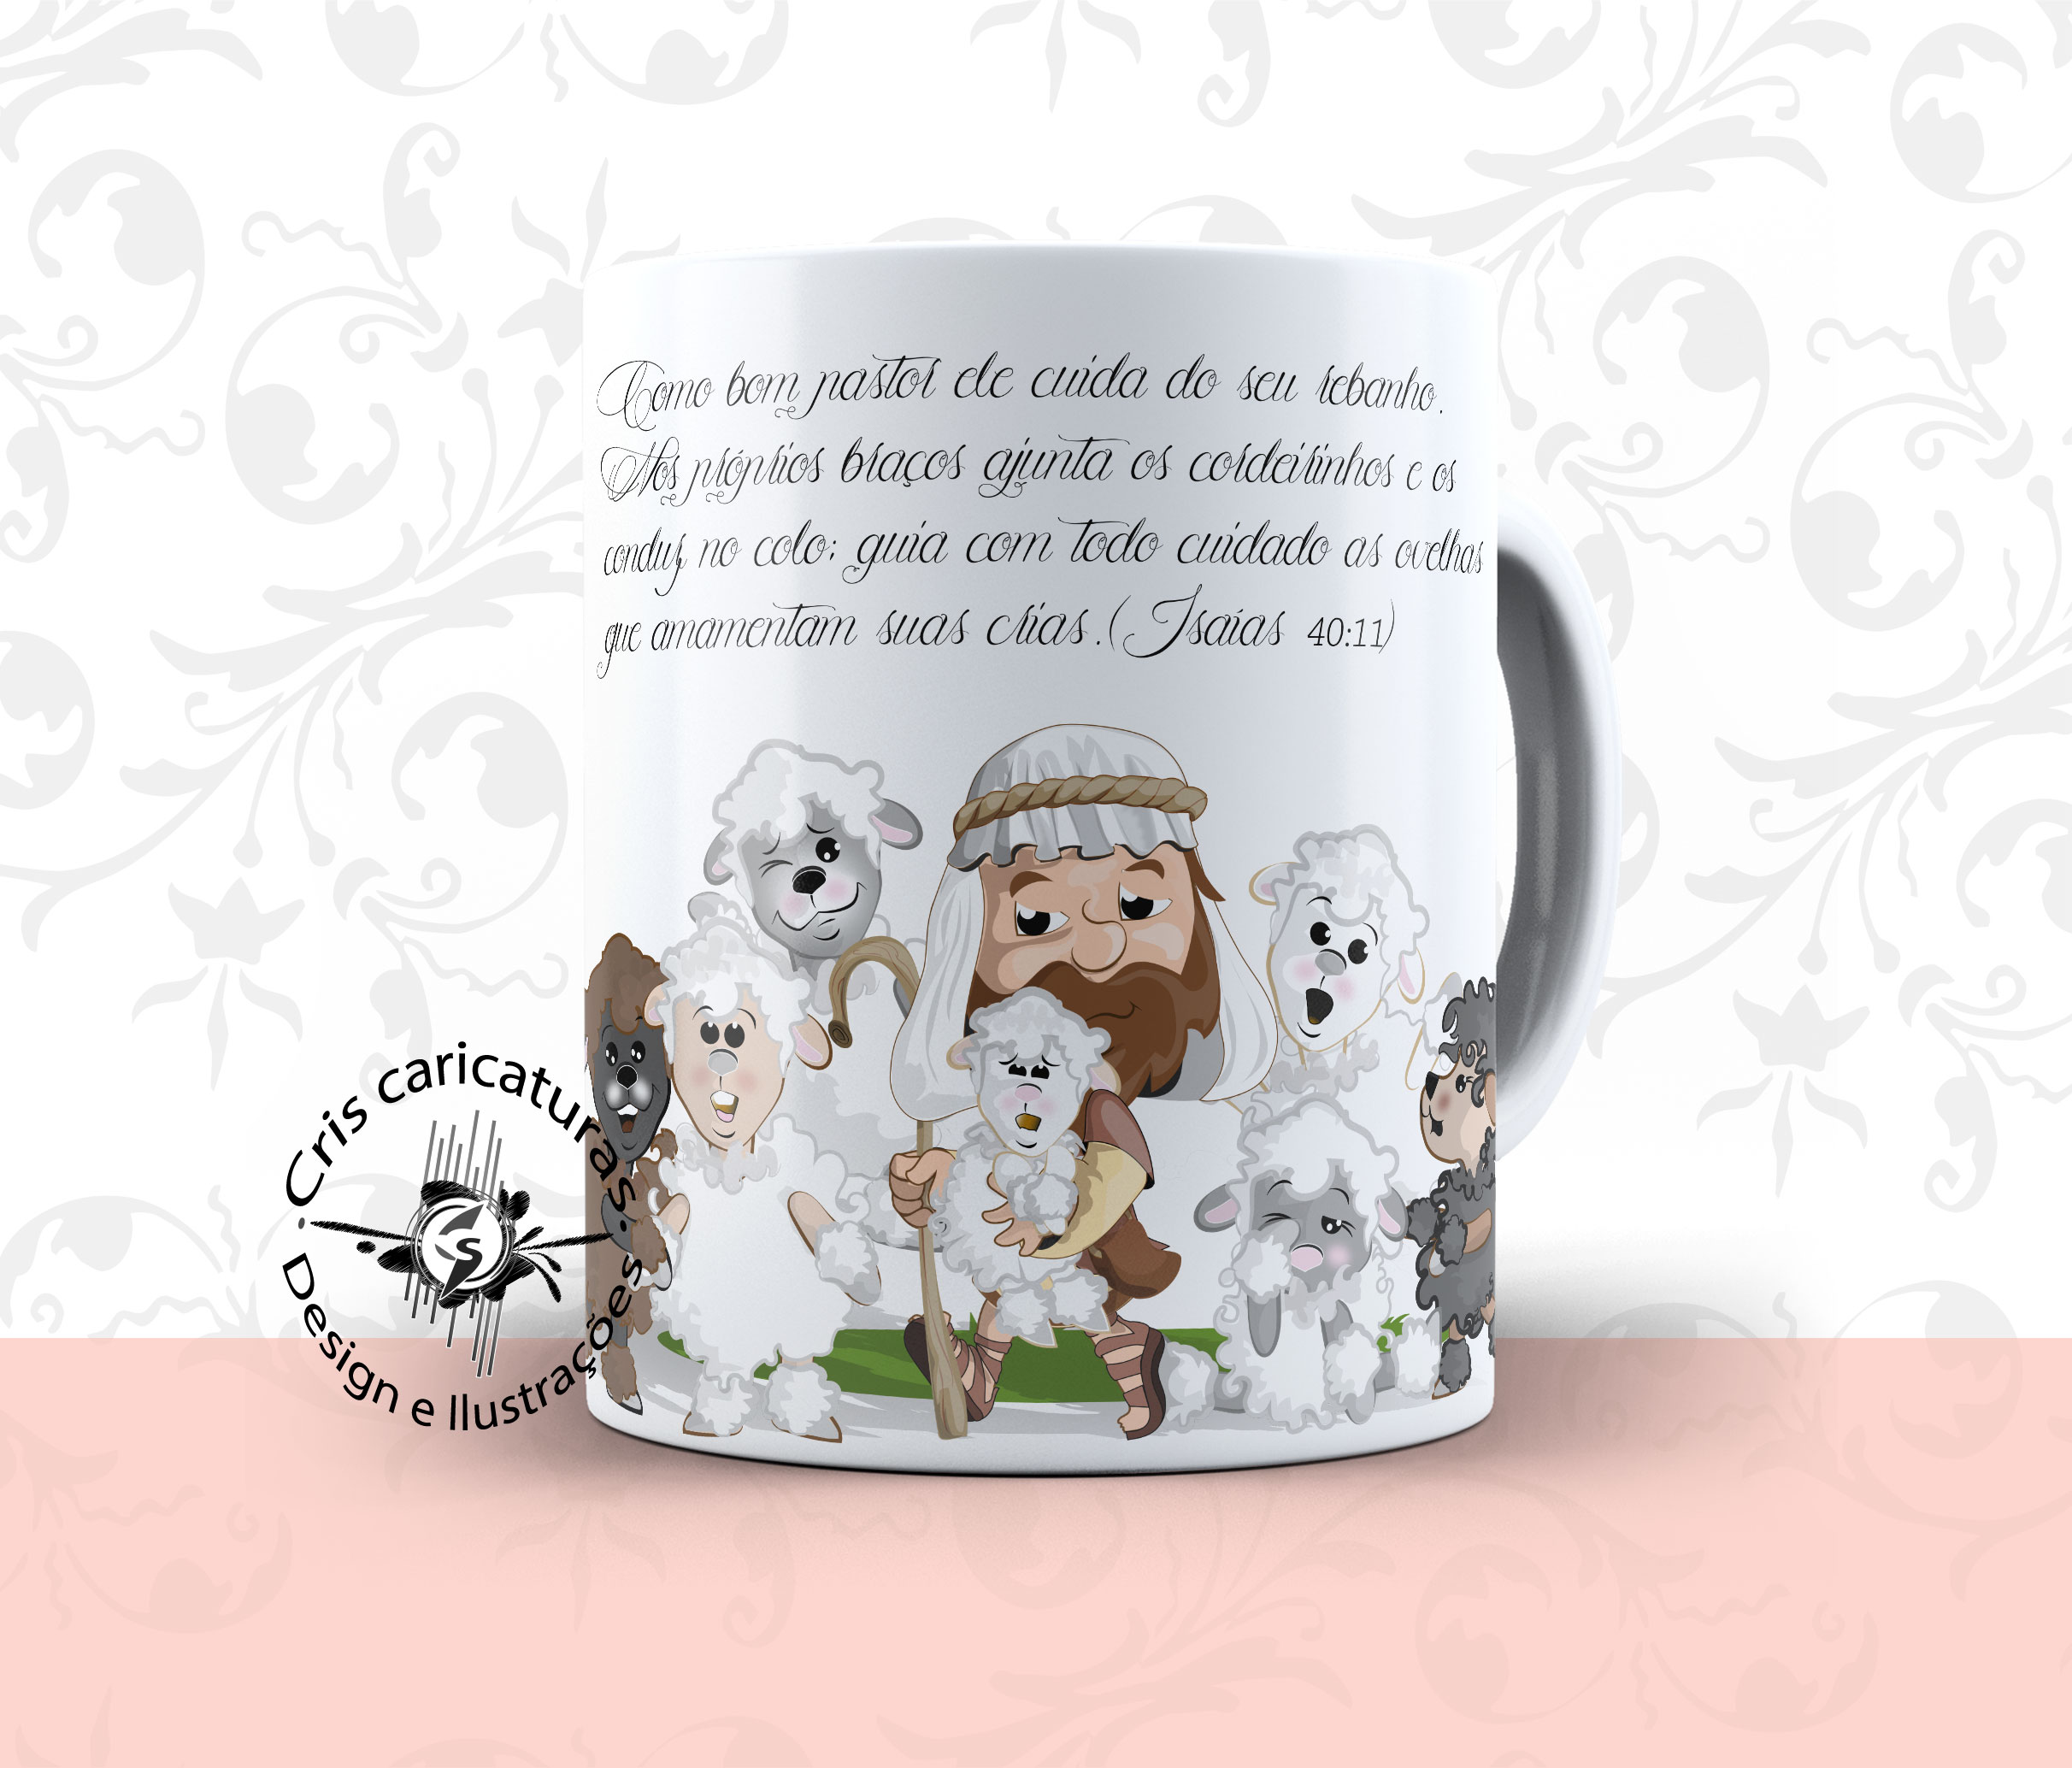 Como bom pastor ele cuida do seu rebanho.
Nos próprios braços ajunta os cordeirinhos e os
conduz no colo; guia com todo cuidado as ovelhas
que amamentam suas crias.(Isaías 40:11)
.Cris caricaturas.
Design e Ilustrações
S